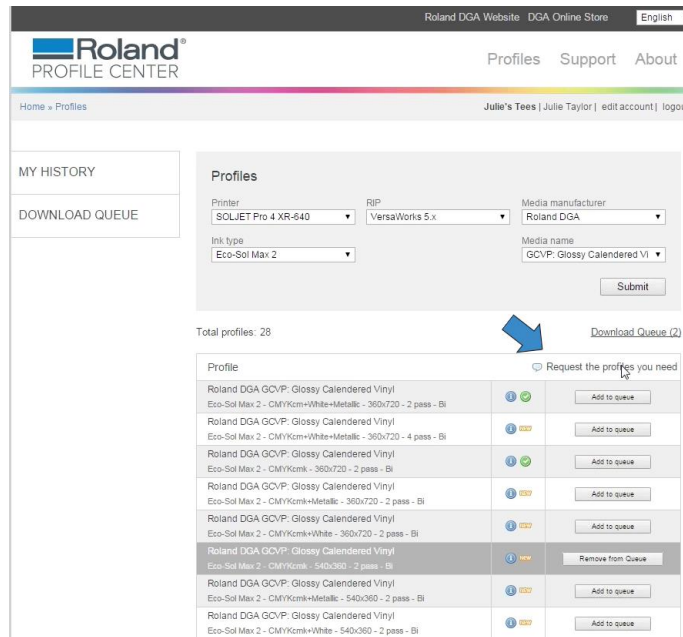 Roland DGA Website DGA Online Store English
Roland®
PROFILE CENTER
Profiles Support About
Home » Profiles
Julie's Tees | Julie Taylor | edit account | logou
MY HISTORY
DOWNLOAD QUEUE
Profiles
Printer RIP Media manufacturer
SOLJET Pro 4 XR-640 VersaWorks 5.x Roland DGA
Ink type Media name
Eco-Sol Max 2 GCVP: Glossy Calendered Vi
Submit
Total profiles: 28 Download Queue (2)
Profile Request the profiles you need
Roland DGA GCVP: Glossy Calendered Vinyl
Eco-Sol Max 2 - CMYKcm+White+Metallic - 360x720 - 2 pass - Bi
Add to queue
Roland DGA GCVP: Glossy Calendered Vinyl
Eco-Sol Max 2 - CMYKcm+White+Metallic - 360x720 - 4 pass - Bi
NEW Add to queue
Roland DGA GCVP: Glossy Calendered Vinyl
Eco-Sol Max 2 - CMYKcmk - 360x720 - 2 pass - Bi
Add to queue
Roland DGA GCVP: Glossy Calendered Vinyl
Eco-Sol Max 2 - CMYKcmk+Metallic - 360x720 - 2 pass - Bi
NEW Add to queue
Roland DGA GCVP: Glossy Calendered Vinyl
Eco-Sol Max 2 - CMYKcmk+White - 360x720 - 2 pass - Bi
NEW Add to queue
Roland DGA GCVP: Glossy Calendered Vinyl
Eco-Sol Max 2 - CMYKcmk - 540x360 - 2 pass - Bi
NEW Remove from Queue
Roland DGA GCVP: Glossy Calendered Vinyl
Eco-Sol Max 2 - CMYKcmk+Metallic - 540x360 - 2 pass - Bi
NEW Add to queue
Roland DGA GCVP: Glossy Calendered Vinyl
Eco-Sol Max 2 - CMYKcmk+White - 540x360 - 2 pass - Bi
NEW Add to queue